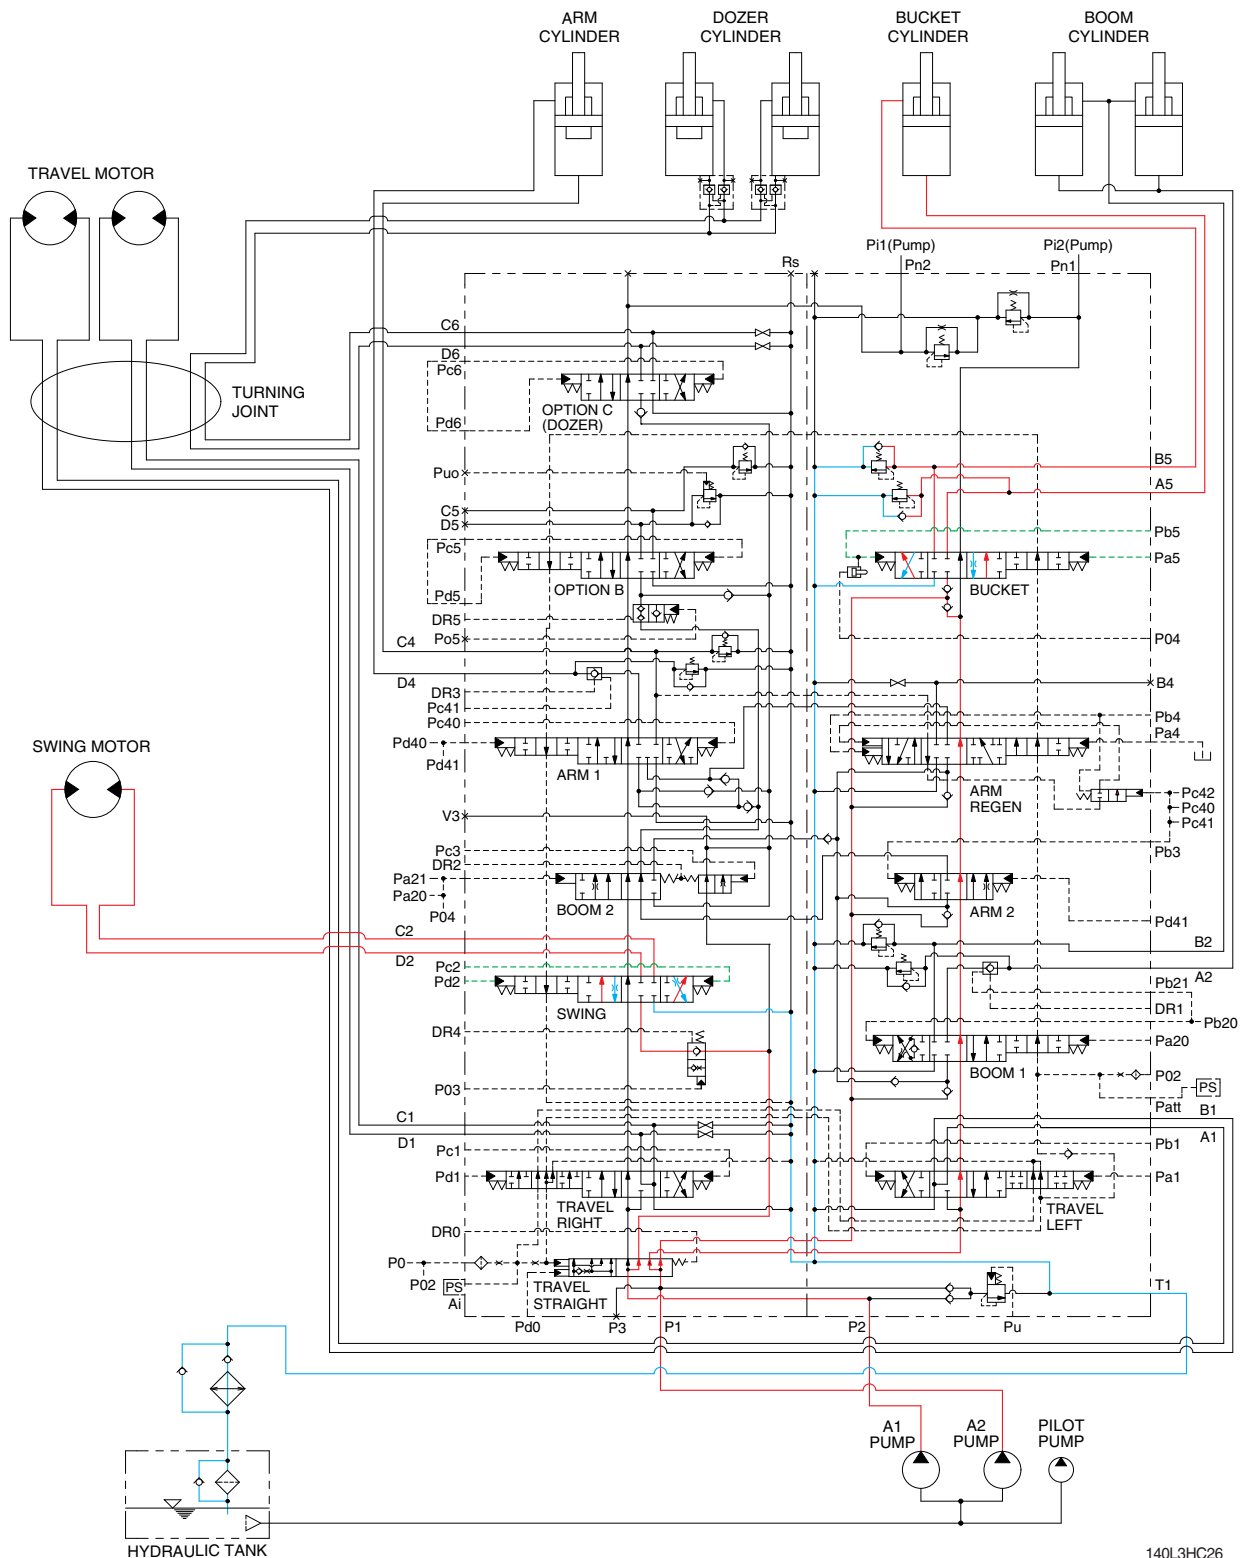 ARM
CYLINDER
DOZER
CYLINDER
BUCKET
CYLINDER
BOOM
CYLINDER
TRAVEL MOTOR
TURNING
JOINT
SWING MOTOR
Rs
Pi1(Pump)
Pn2
Pi2(Pump)
Pn1
C6
D6
Pc6
Pd6
OPTION C
(DOZER)
Puo
C5
D5
Pc5
Pd5
OPTION B
DR5
Po5
C4
D4
DR3
Pc41
Pc40
Pd40
Pd41
ARM 1
V3
Pc3
DR2
Pa21
Pa20
P04
BOOM 2
C2
D2
Pc2
Pd2
SWING
DR4
P03
C1
D1
Pc1
Pd1
TRAVEL
RIGHT
DR0
P0
P02
PS
Ai
TRAVEL
STRAIGHT
Pd0
P3
P1
P2
Pu
B5
A5
Pb5
Pa5
BUCKET
P04
B4
Pb4
Pa4
ARM
REGEN
Pc42
Pc40
Pc41
Pb3
ARM 2
Pd41
B2
A2
Pb21
DR1
Pb20
Pa20
BOOM 1
P02
PS
Patt
B1
A1
Pb1
Pa1
TRAVEL
LEFT
T1
A1
PUMP
A2
PUMP
PILOT
PUMP
HYDRAULIC TANK
140L3HC26